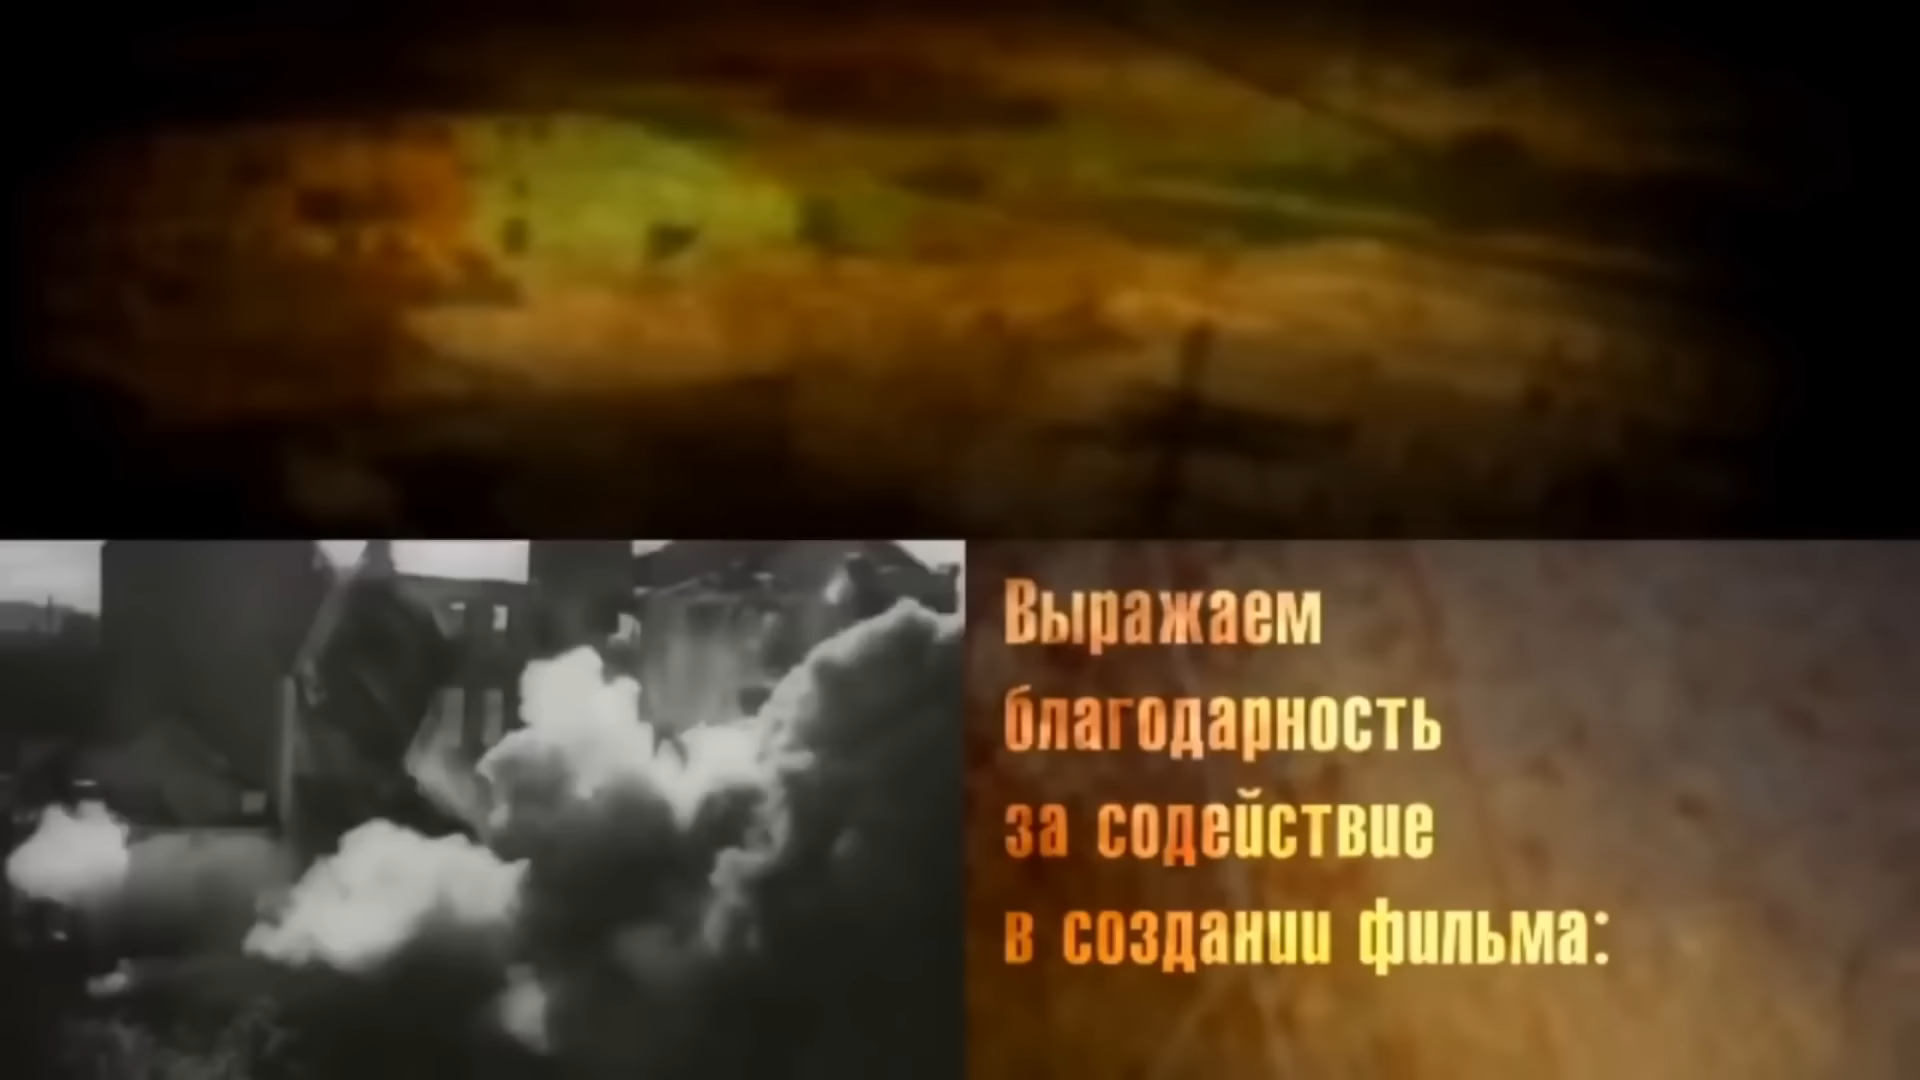 Выражаем
благодарность
за содействие
в создании фильма: